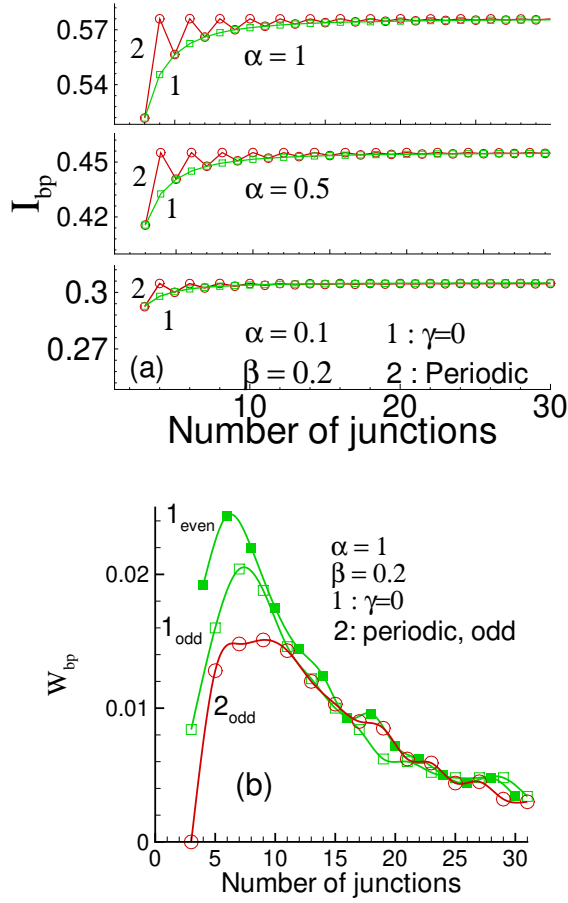 0.57
2
α = 1
1
0.54
0.45
I_bp
2
α = 0.5
0.42
1
0.3
2
1
α = 0.1
1 : γ=0
0.27
(a)
β = 0.2
2 : Periodic
10
20
30
Number of junctions
1_even
α = 1
β = 0.2
0.02
1 : γ=0
1_odd
2: periodic, odd
W_bp
0.01
2_odd
(b)
0
0
5
10
15
20
25
30
Number of junctions